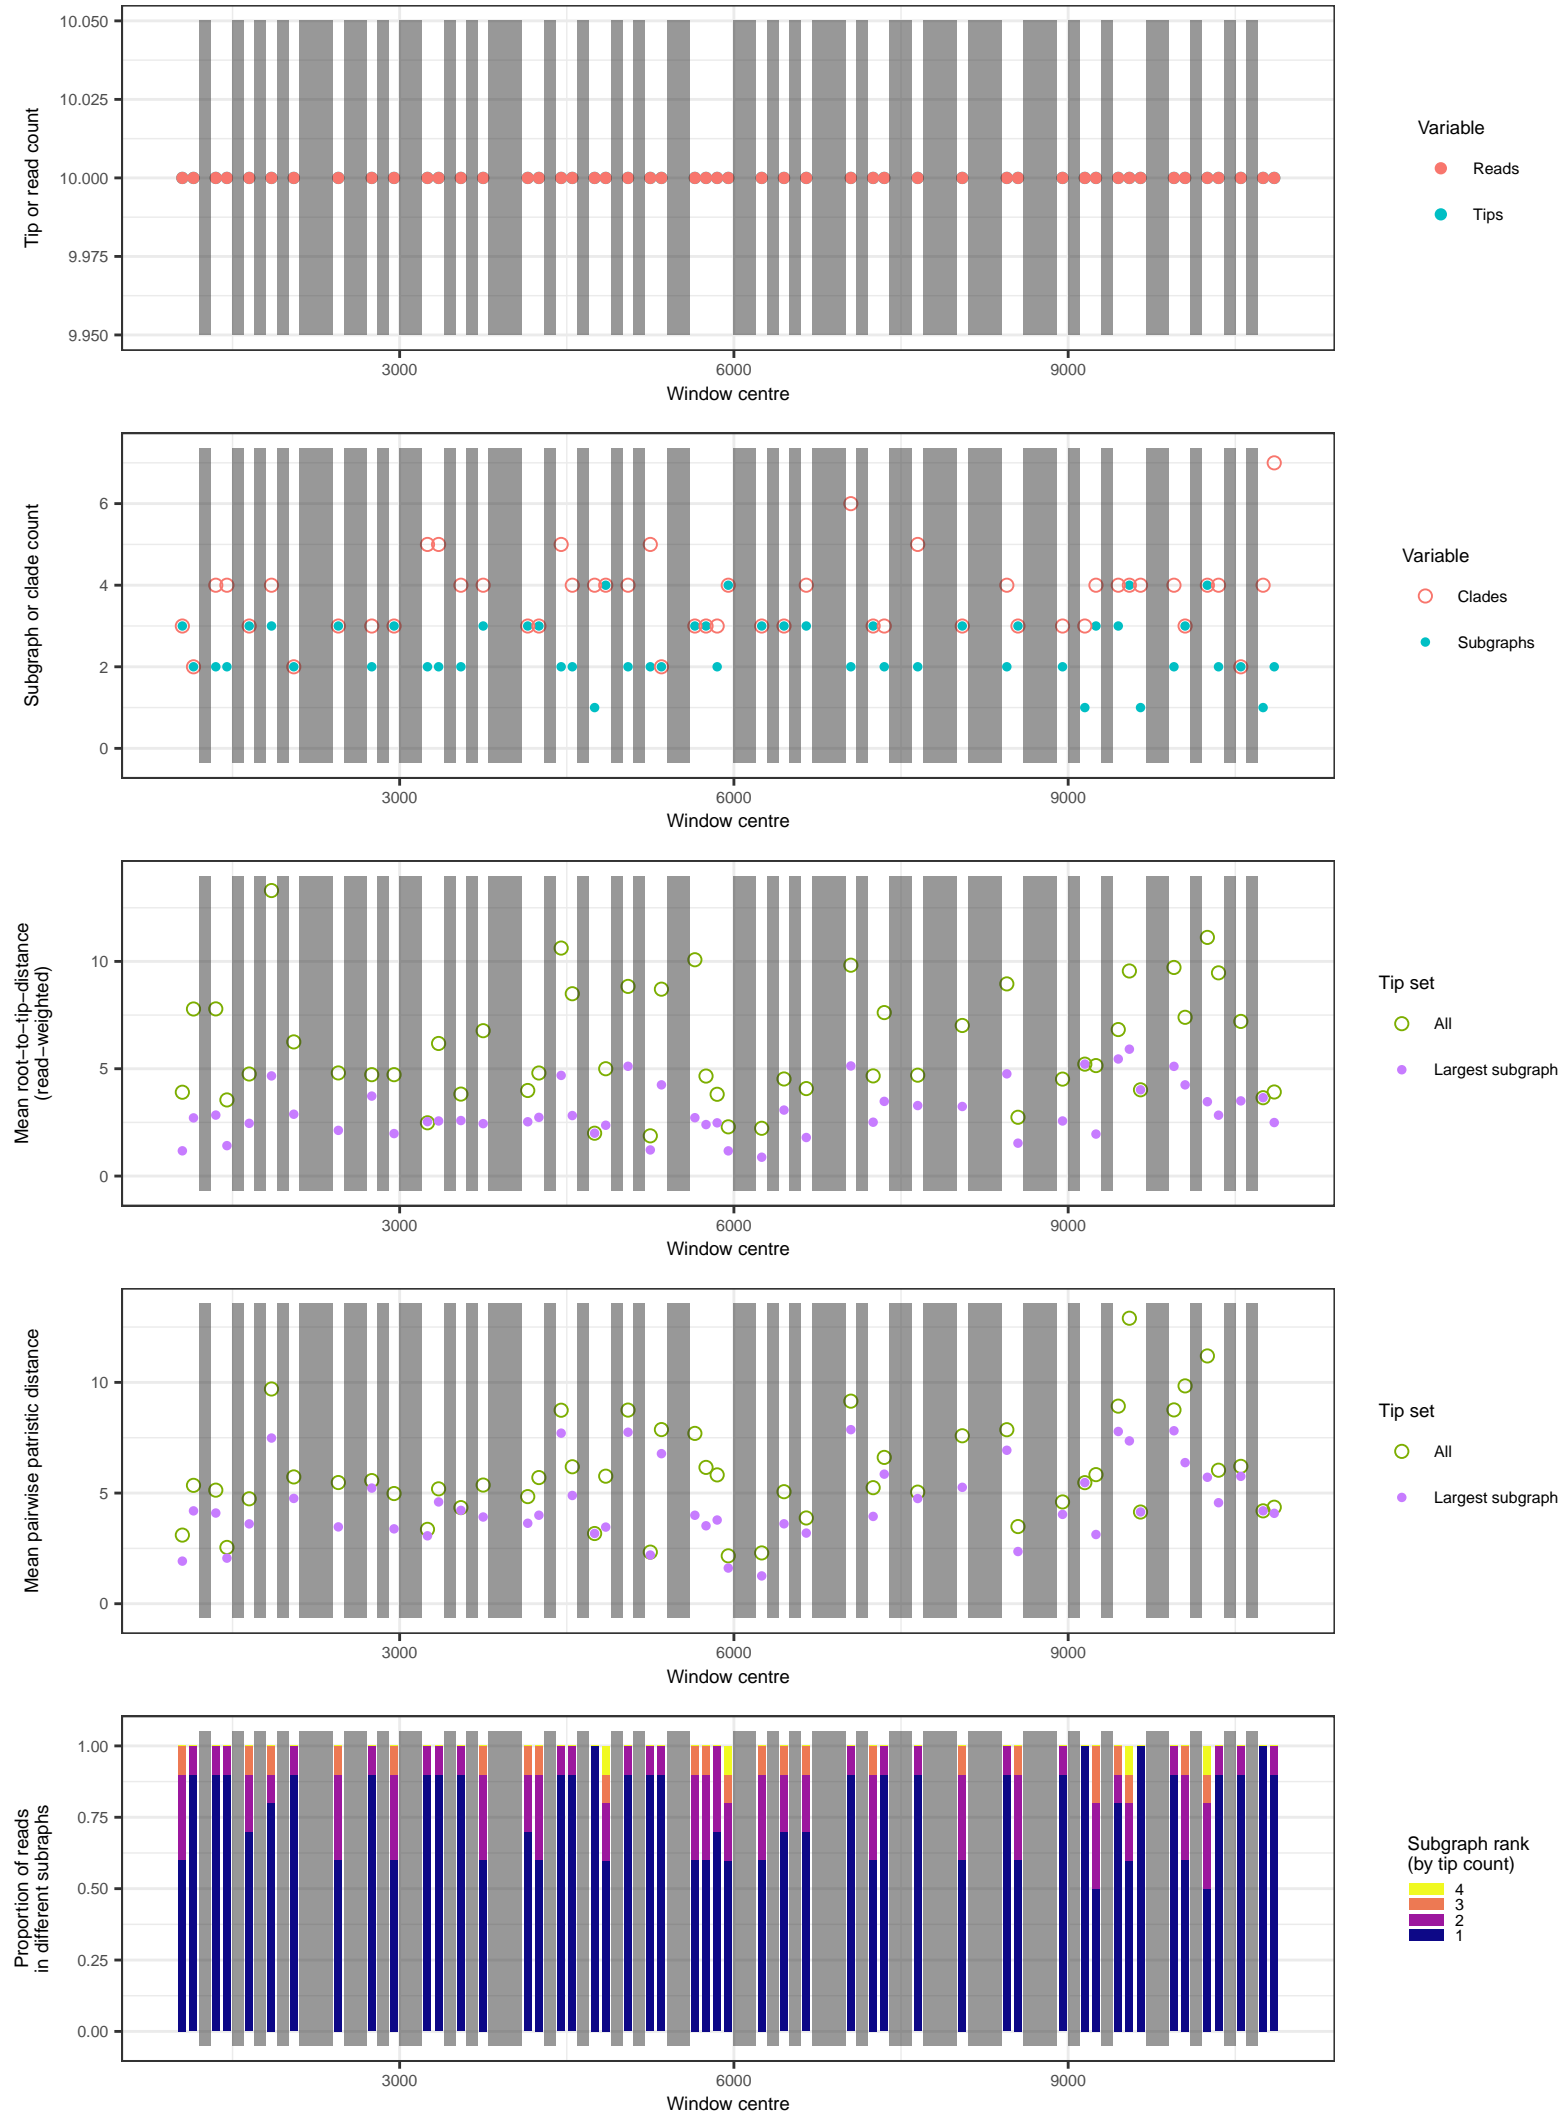 10.050
10.025
10.000
9.975
9.950
Tip or read count
3000
6000
9000
Window centre
Variable
Reads
Tips
6
4
2
0
Subgraph or clade count
3000
6000
9000
Window centre
Variable
Clades
Subgraphs
10
5
0
Mean root−to−tip−distance
(read−weighted)
3000
6000
9000
Window centre
Tip set
All
Largest subgraph
10
5
0
Mean pairwise patristic distance
3000
6000
9000
Window centre
Tip set
All
Largest subgraph
1.00
0.75
0.50
0.25
0.00
Proportion of reads
in different subraphs
3000
6000
9000
Window centre
Subgraph rank
(by tip count)
4
3
2
1